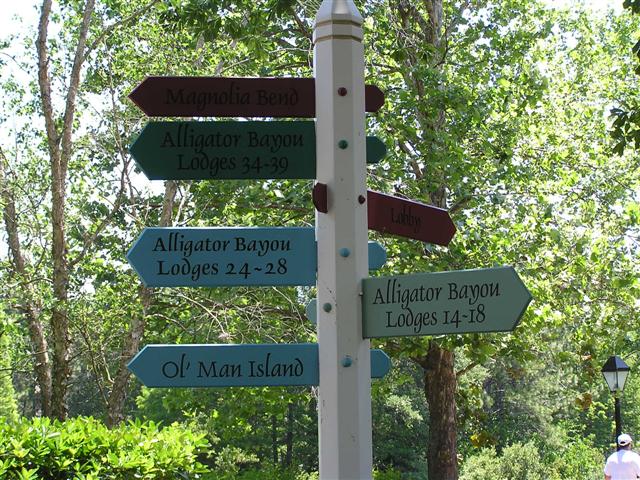 Magnolia Bend
Alligator Bayou
Lodges 34-39
Lobby
Alligator Bayou
Lodges 24~28
Alligator Bayou
Lodges 14-18
Ol' Man Island